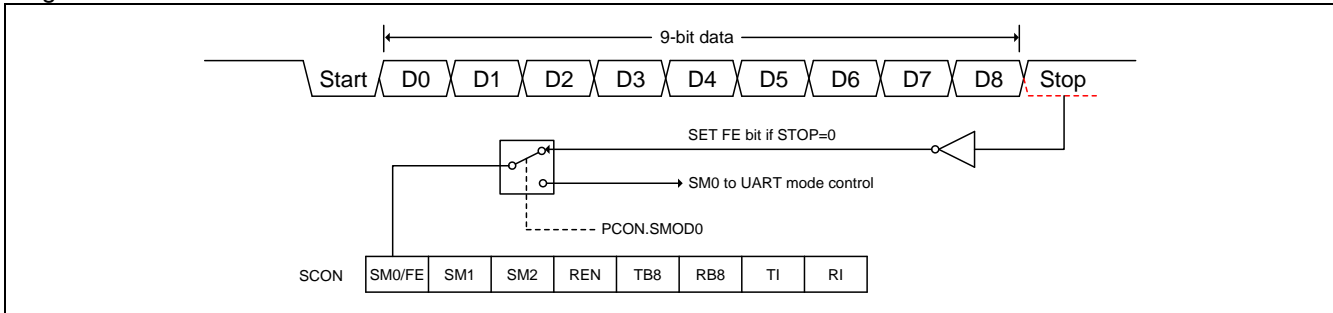 9-bit data
Start D0 D1 D2 D3 D4 D5 D6 D7 D8 Stop
SET FE bit if STOP=0
SM0 to UART mode control
PCON.SMOD0
SCON SM0/FE SM1 SM2 REN TB8 RB8 TI RI